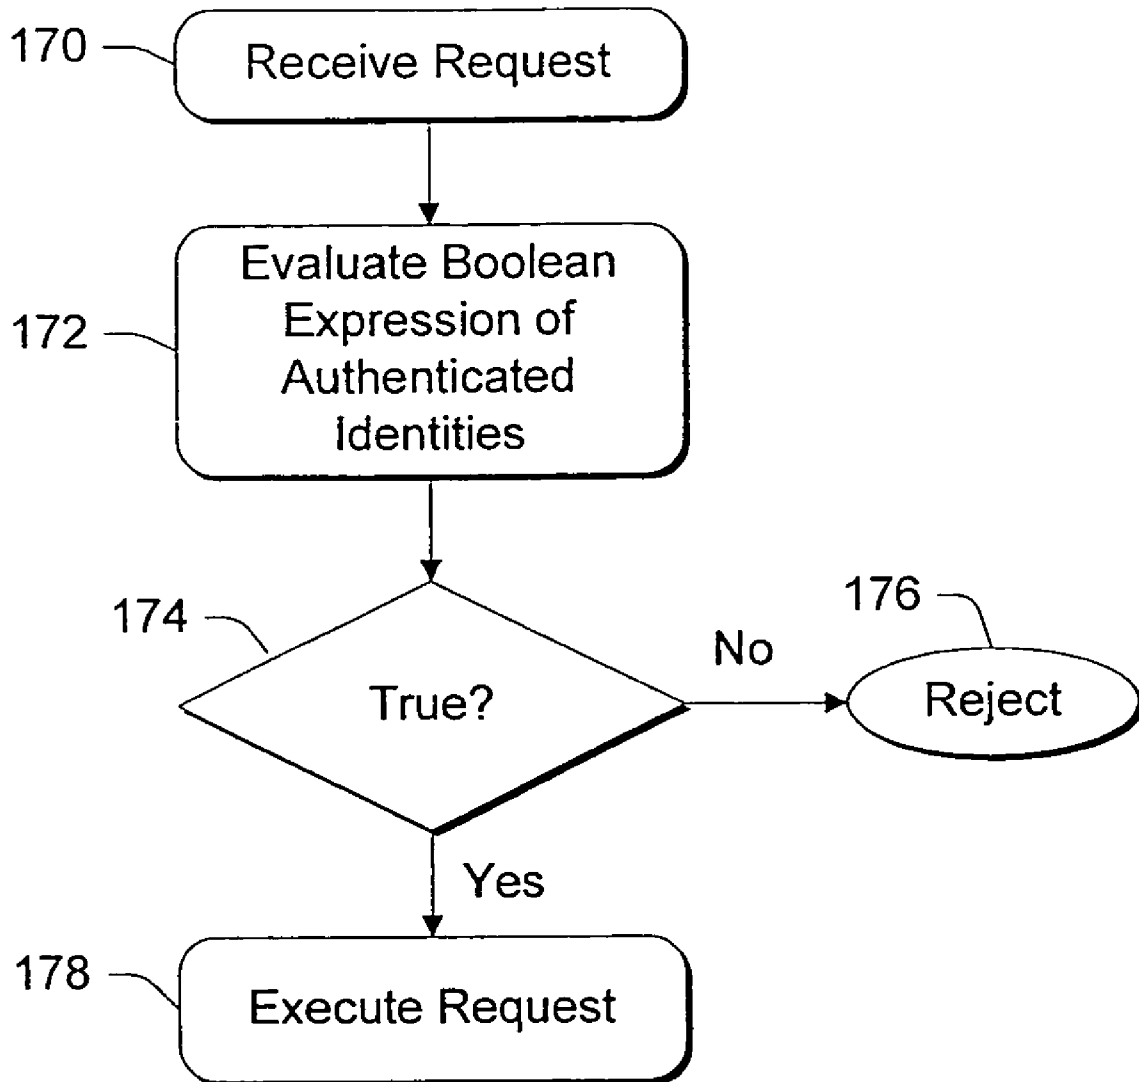 170
Receive Request
172
Evaluate Boolean
Expression of
Authenticated
Identities
174
True?
No
176
Reject
Yes
178
Execute Request